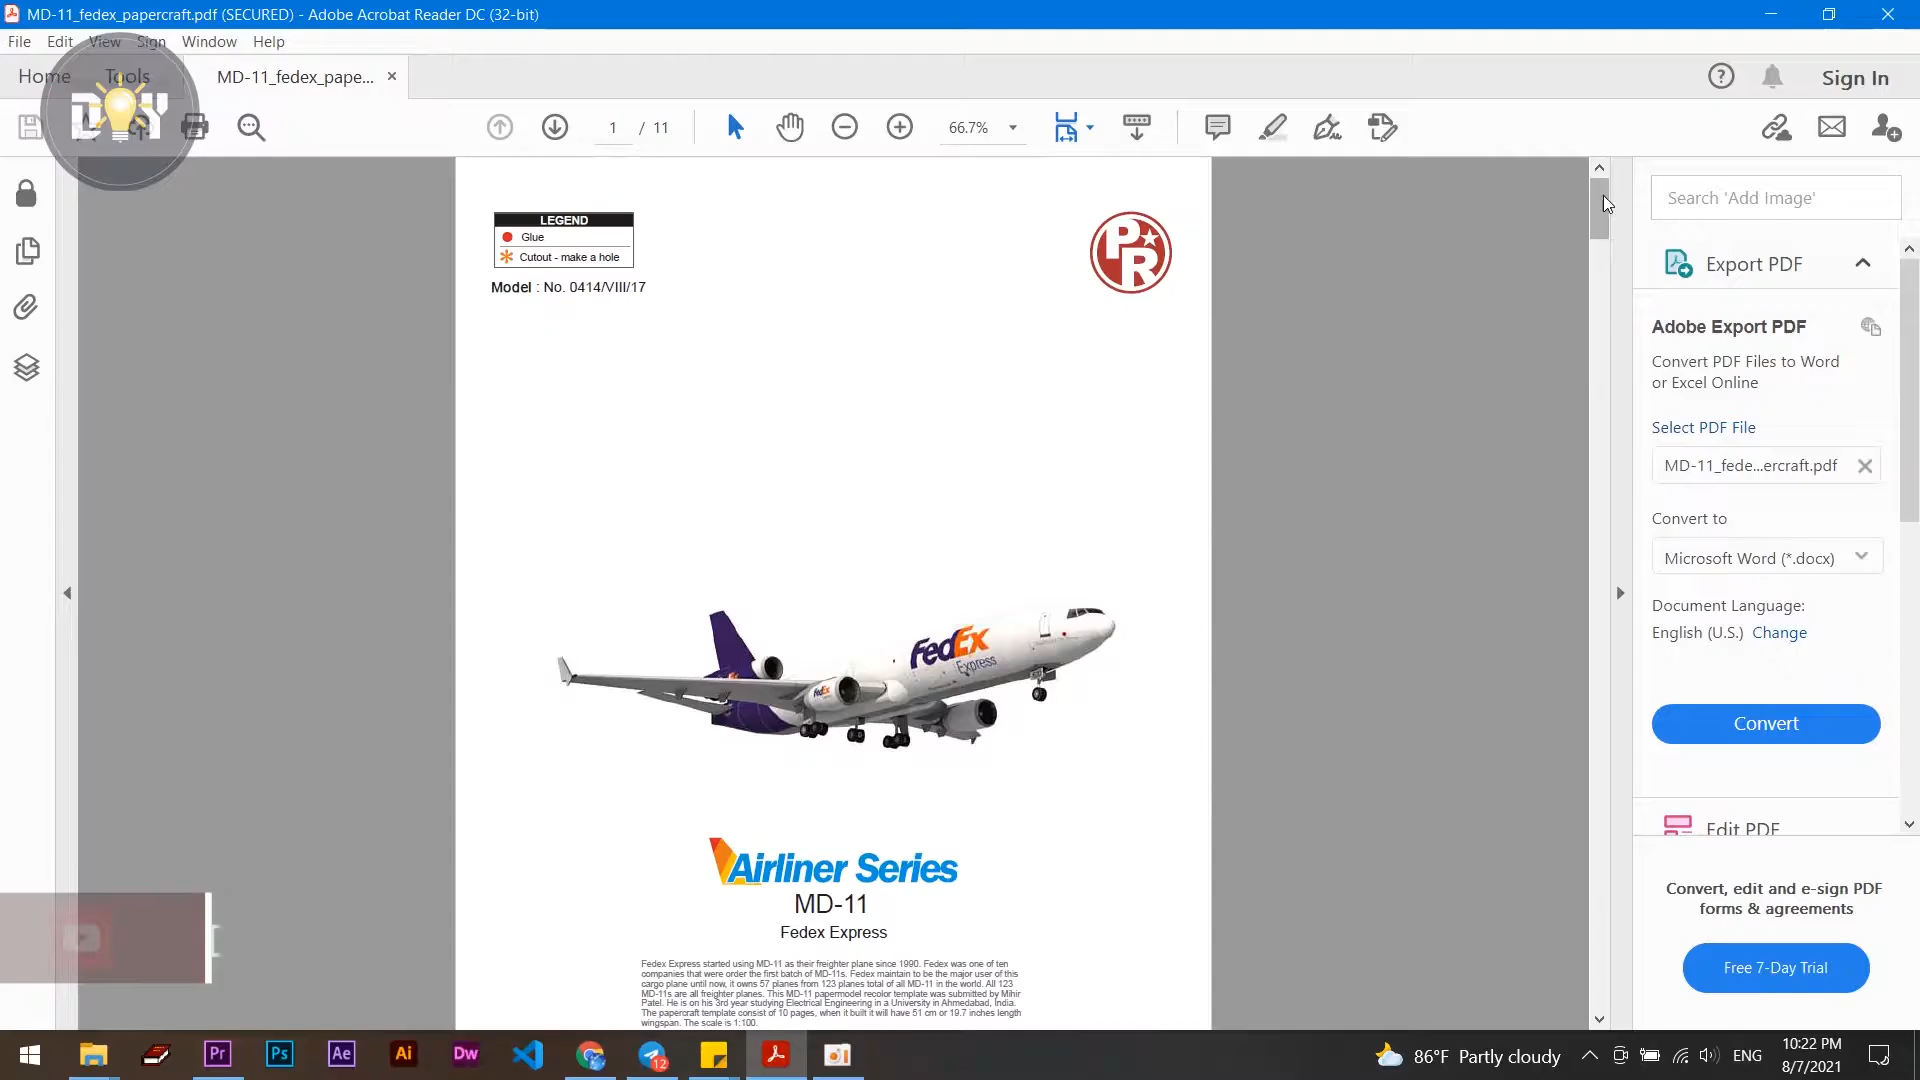 MD-11_fedex_papercraft.pdf (SECURED) - Adobe Acrobat Reader DC (32-bit)
File Edit View Sign Window Help
Home Tools MD-11_fedex_pape... Sign In
DIY
1 / 11 66.7%
LEGEND
Glue
Cutout - make a hole
Model : No. 0414/VIII/17
PR
FedEx
Express
FedEx
Airliner Series
MD-11
Fedex Express
Fedex Express started using MD-11 as their freighter plane since 1990. Fedex was one of ten
companies that were order the first batch of MD-11s. Fedex maintain to be the major user of this
cargo plane until now, it owns 57 planes from 123 planes total of all MD-11 in the world. All 123
MD-11s are all freighter planes. This MD-11 papermodel recolor template was submitted by Mihir
Patel. He is on his 3rd year studying Electrical Engineering in a University in Ahmedabad, India.
The papercraft template consist of 10 pages, when it built it will have 51 cm or 19.7 inches length
wingspan. The scale is 1:100.
Search 'Add Image'
Export PDF
Adobe Export PDF
Convert PDF Files to Word
or Excel Online
Select PDF File
MD-11_fede...ercraft.pdf
Convert to
Microsoft Word (*.docx)
Document Language:
English (U.S.) Change
Convert
Edit PDF
Convert, edit and e-sign PDF
forms & agreements
Free 7-Day Trial
Pr Ps Ae Ai Dw 12
86°F Partly cloudy ENG
10:22 PM
8/7/2021